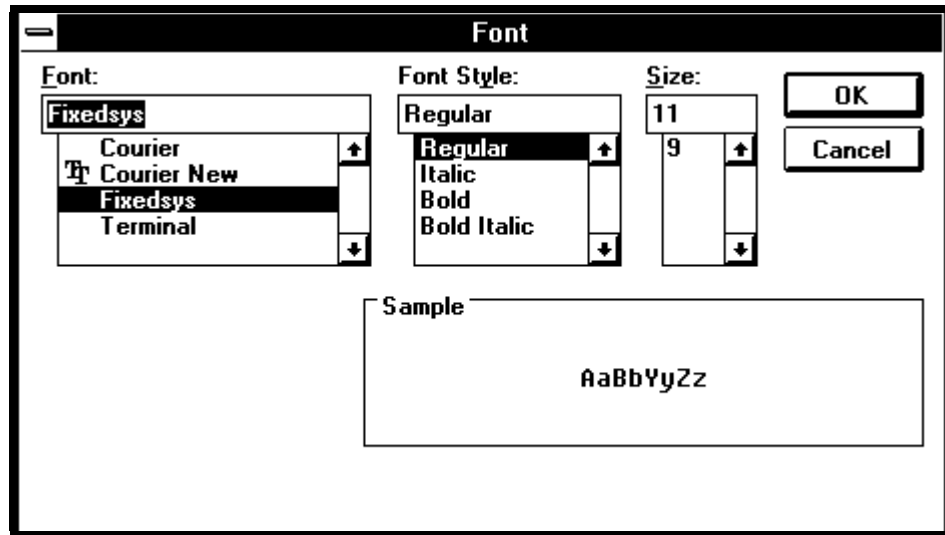 Font
Font:
Fixedsys
Courier
Courier New
Fixedsys
Terminal
Font Style:
Regular
Regular
Italic
Bold
Bold Italic
Size:
11
9
OK
Cancel
Sample
AaBbYyZz